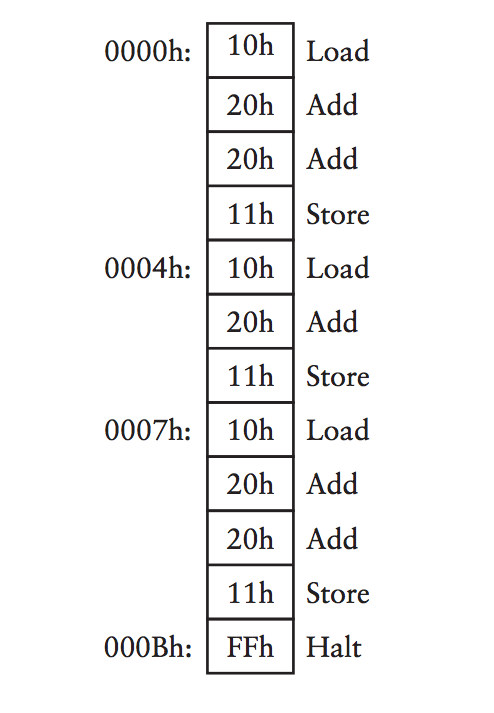 0000h: 10h Load
20h Add
20h Add
11h Store
0004h: 10h Load
20h Add
11h Store
0007h: 10h Load
20h Add
20h Add
11h Store
000Bh: FFh Halt